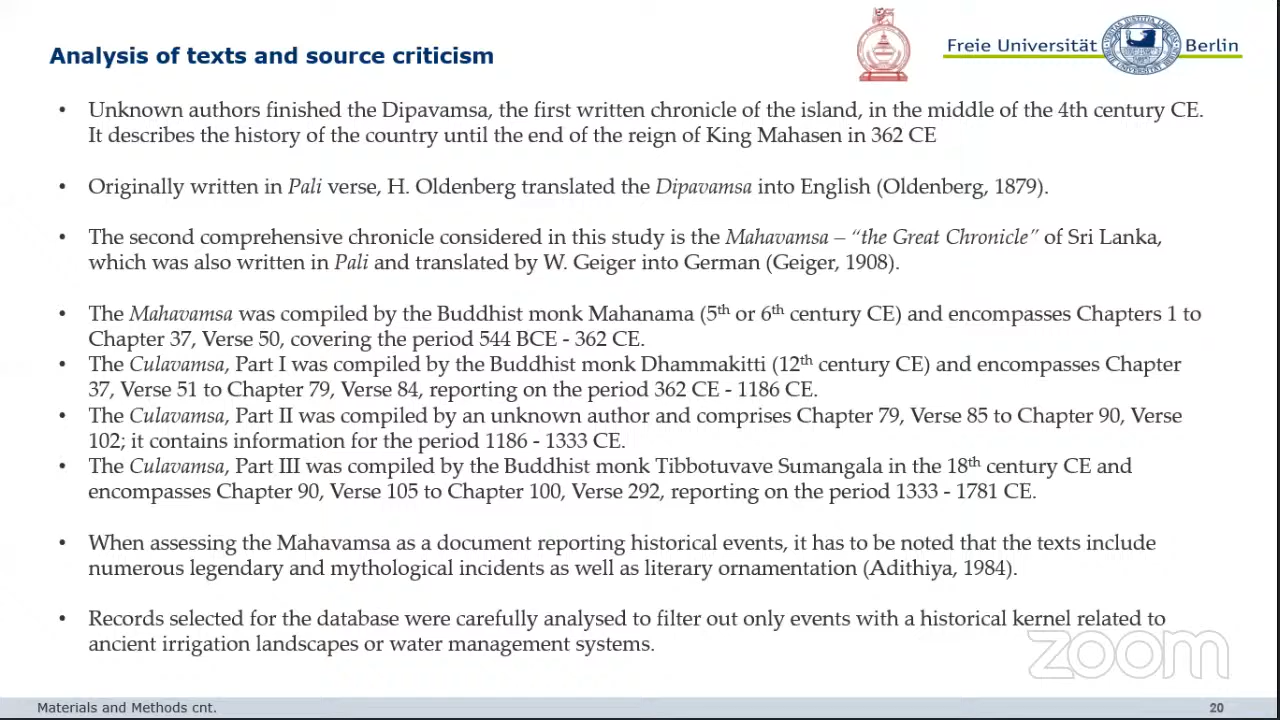 Analysis of texts and source criticism
Freie Universität Berlin
• Unknown authors finished the Dipavamsa, the first written chronicle of the island, in the middle of the 4th century CE.
It describes the history of the country until the end of the reign of King Mahasen in 362 CE
• Originally written in Pali verse, H. Oldenberg translated the Dipavamsa into English (Oldenberg, 1879).
• The second comprehensive chronicle considered in this study is the Mahavamsa – “the Great Chronicle” of Sri Lanka,
which was also written in Pali and translated by W. Geiger into German (Geiger, 1908).
• The Mahavamsa was compiled by the Buddhist monk Mahanama (5th or 6th century CE) and encompasses Chapters 1 to
Chapter 37, Verse 50, covering the period 544 BCE - 362 CE.
• The Culavamsa, Part I was compiled by the Buddhist monk Dhammakitti (12th century CE) and encompasses Chapter
37, Verse 51 to Chapter 79, Verse 84, reporting on the period 362 CE - 1186 CE.
• The Culavamsa, Part II was compiled by an unknown author and comprises Chapter 79, Verse 85 to Chapter 90, Verse
102; it contains information for the period 1186 - 1333 CE.
• The Culavamsa, Part III was compiled by the Buddhist monk Tibbotuvave Sumangala in the 18th century CE and
encompasses Chapter 90, Verse 105 to Chapter 100, Verse 292, reporting on the period 1333 - 1781 CE.
• When assessing the Mahavamsa as a document reporting historical events, it has to be noted that the texts include
numerous legendary and mythological incidents as well as literary ornamentation (Adithiya, 1984).
• Records selected for the database were carefully analysed to filter out only events with a historical kernel related to
ancient irrigation landscapes or water management systems.
zoom
Materials and Methods cnt.
20